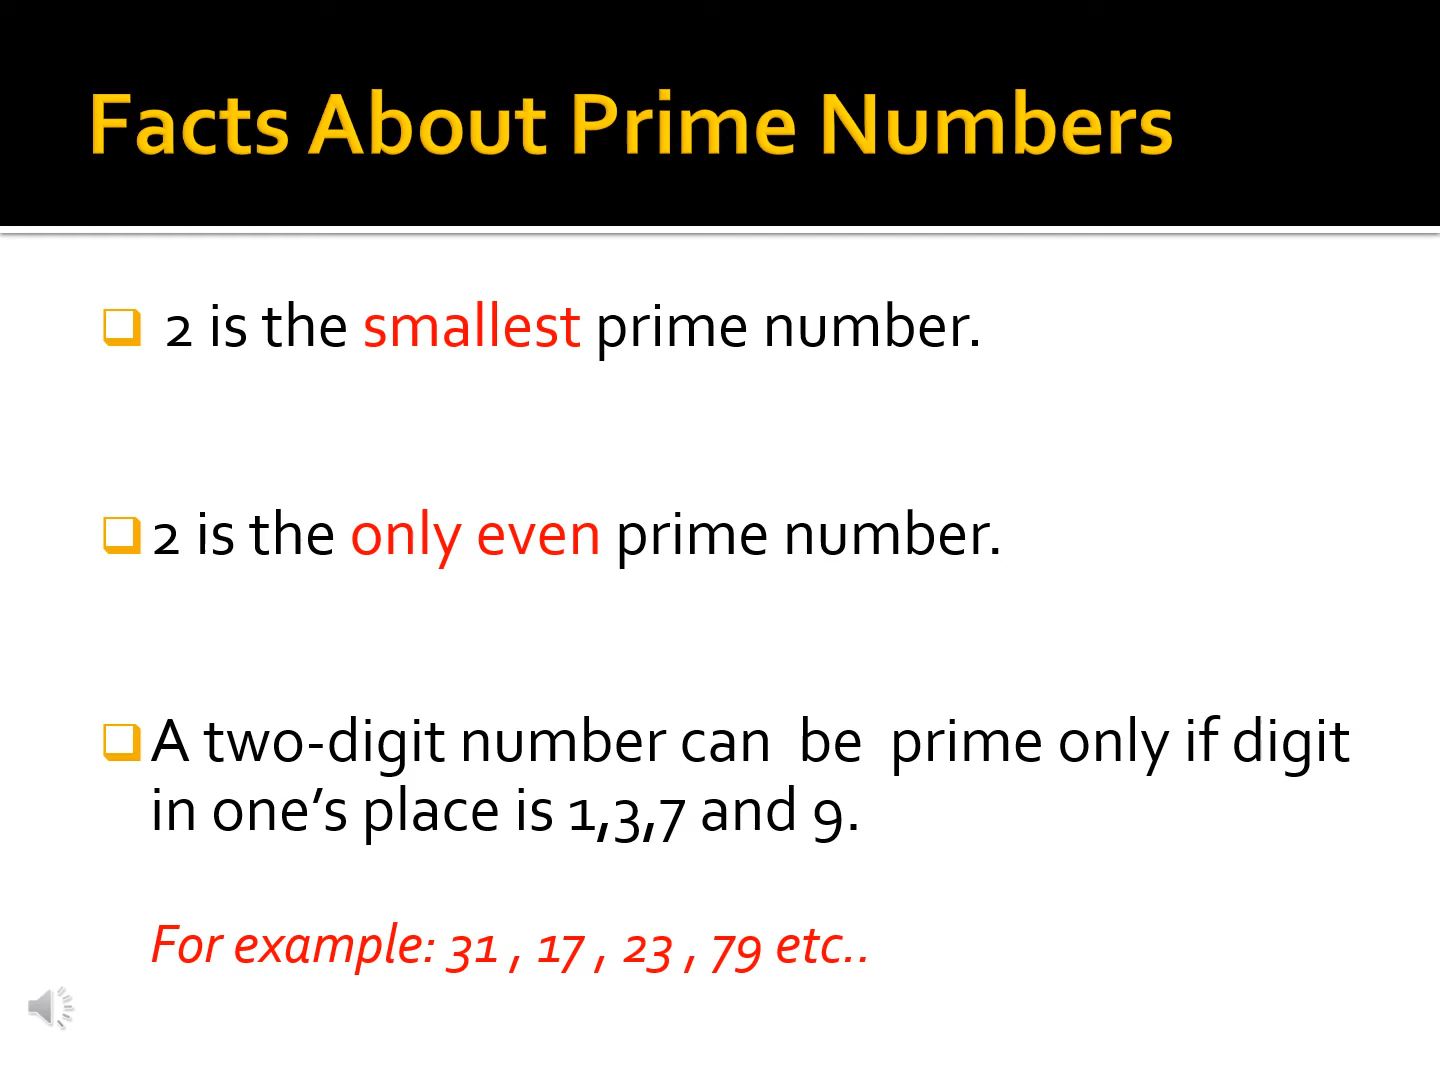 Facts About Prime Numbers
2 is the smallest prime number.
2 is the only even prime number.
A two-digit number can be prime only if digit
in one’s place is 1,3,7 and 9.
For example: 31 , 17 , 23 , 79 etc..